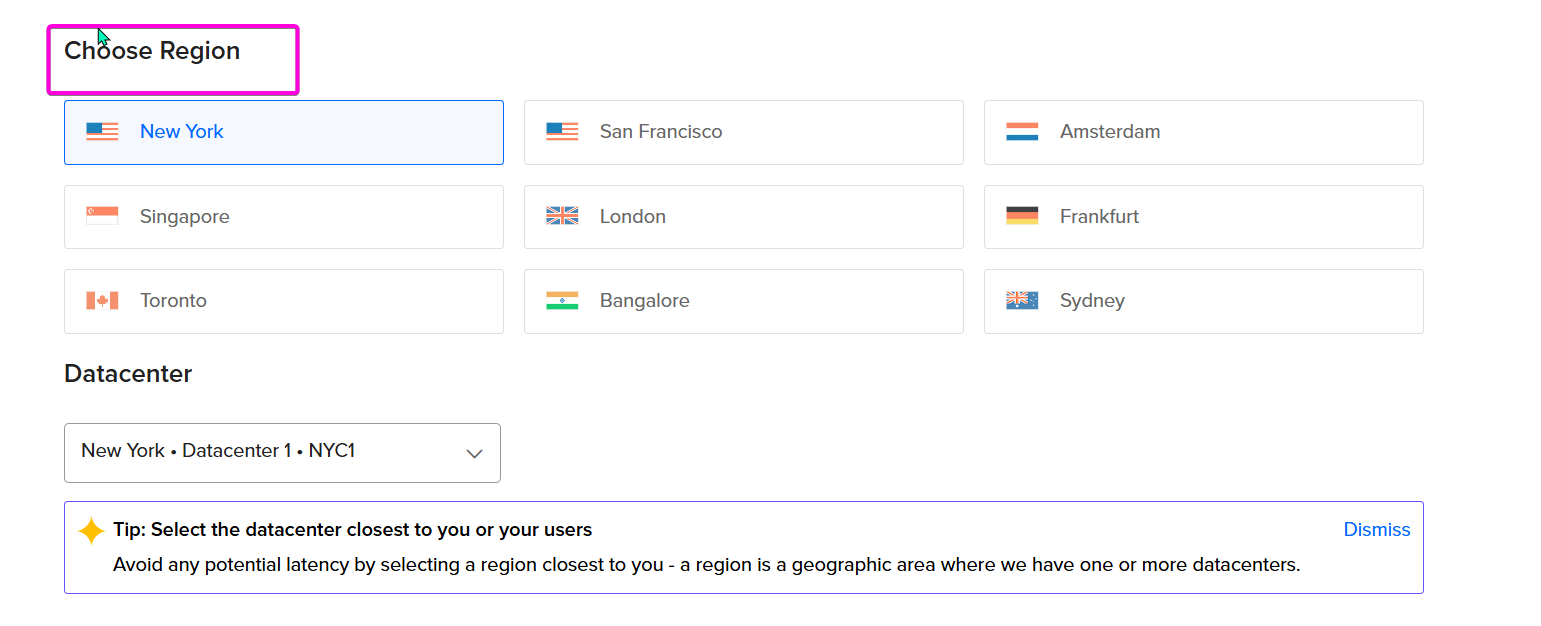 Choose Region
New York
San Francisco
Amsterdam
Singapore
London
Frankfurt
Toronto
Bangalore
Sydney
Datacenter
New York • Datacenter 1 • NYC1
Tip: Select the datacenter closest to you or your users
Dismiss
Avoid any potential latency by selecting a region closest to you - a region is a geographic area where we have one or more datacenters.